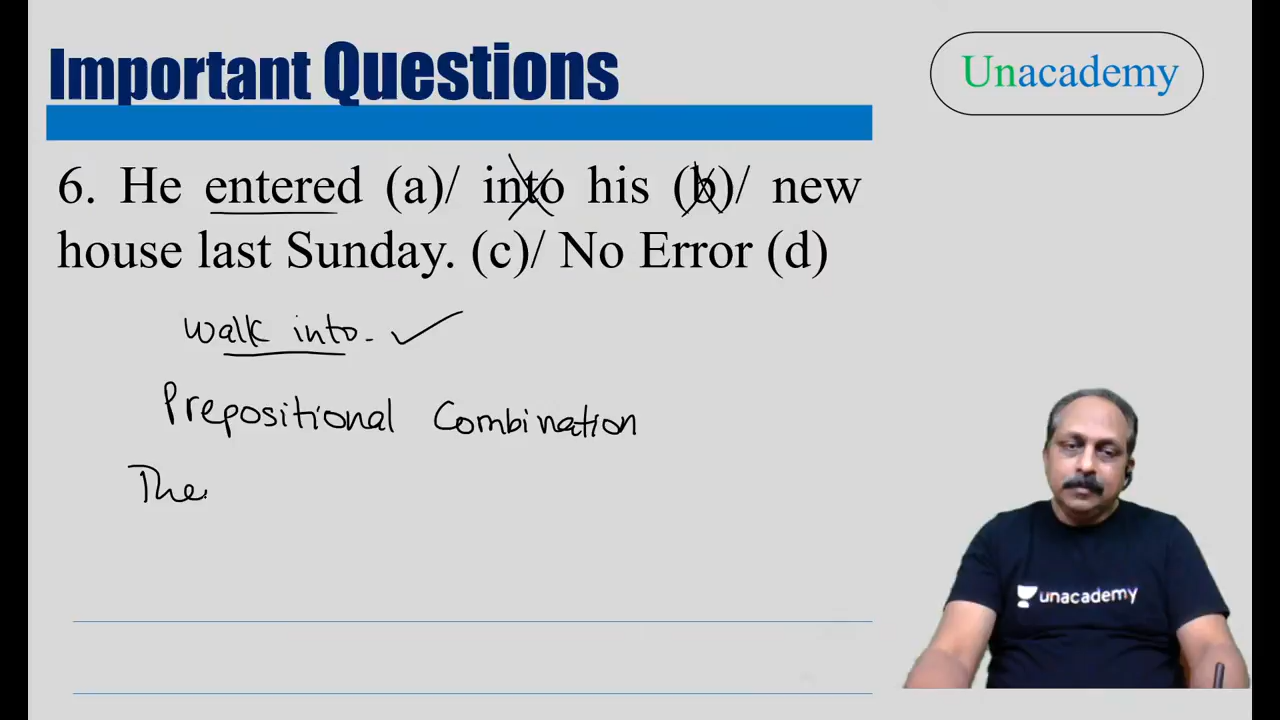 Important Questions
Unacademy
6. He entered (a)/ into his (b)/ new
house last Sunday. (c)/ No Error (d)
Walk into.
Prepositional Combination
The
unacademy